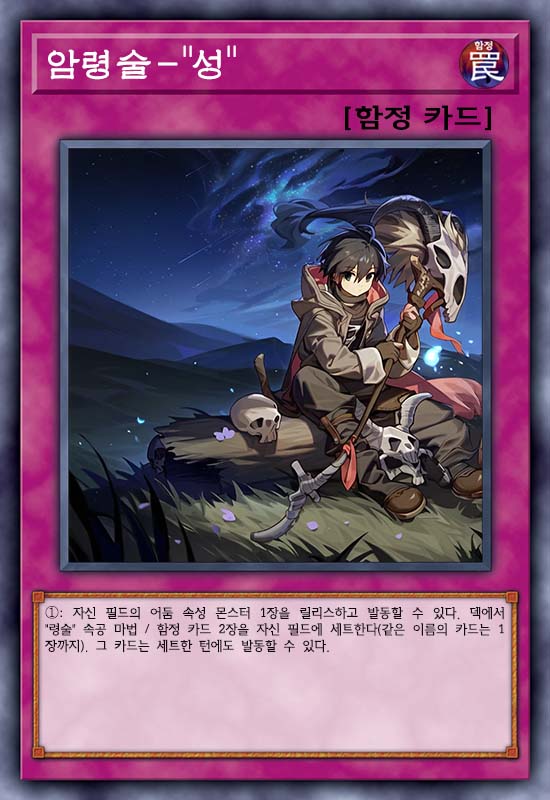 암령술-"성"
함정
罠
[함정 카드]
①: 자신 필드의 어둠 속성 몬스터 1장을 릴리스하고 발동할 수 있다. 덱에서
"령술" 속공 마법 / 함정 카드 2장을 자신 필드에 세트한다(같은 이름의 카드는 1
장까지). 그 카드는 세트한 턴에도 발동할 수 있다.